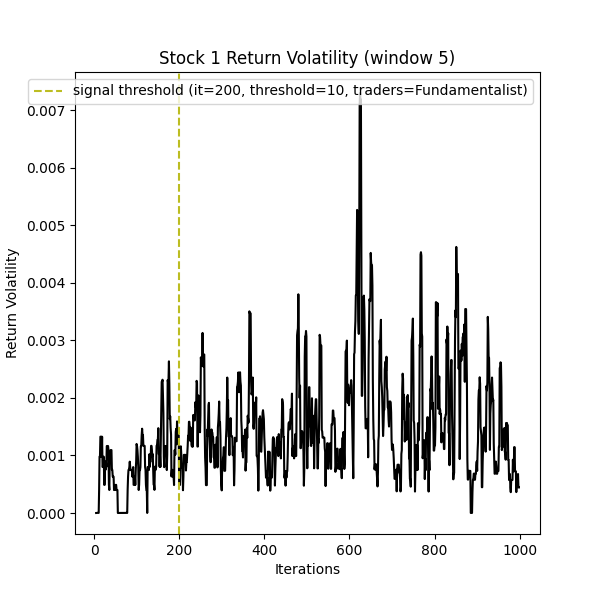 Stock 1 Return Volatility (window 5)
signal threshold (it=200, threshold=10, traders=Fundamentalist)
0.007
0.006
0.005
0.004
0.003
0.002
0.001
0.000
Return Volatility
0 200 400 600 800 1000
Iterations